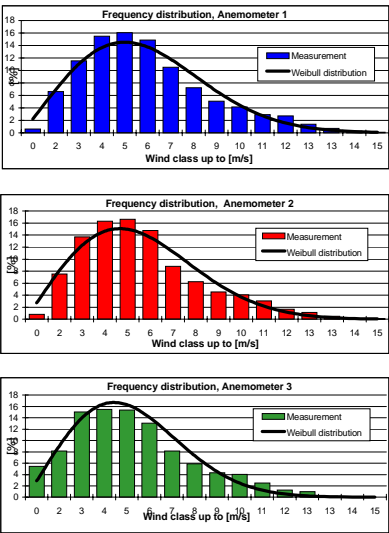 Frequency distribution, Anemometer 1
18
16
14
12
10
8
6
4
2
0
[%]
Measurement
Weibull distribution
0 2 3 4 5 6 7 8 9 10 11 12 13 14 15
Wind class up to [m/s]
Frequency distribution, Anemometer 2
18
16
14
12
10
8
6
4
2
0
[%]
Measurement
Weibull distribution
0 2 3 4 5 6 7 8 9 10 11 12 13 14 15
Wind class up to [m/s]
Frequency distribution, Anemometer 3
18
16
14
12
10
8
6
4
2
0
[%]
Measurement
Weibull distribution
0 2 3 4 5 6 7 8 9 10 11 12 13 14 15
Wind class up to [m/s]